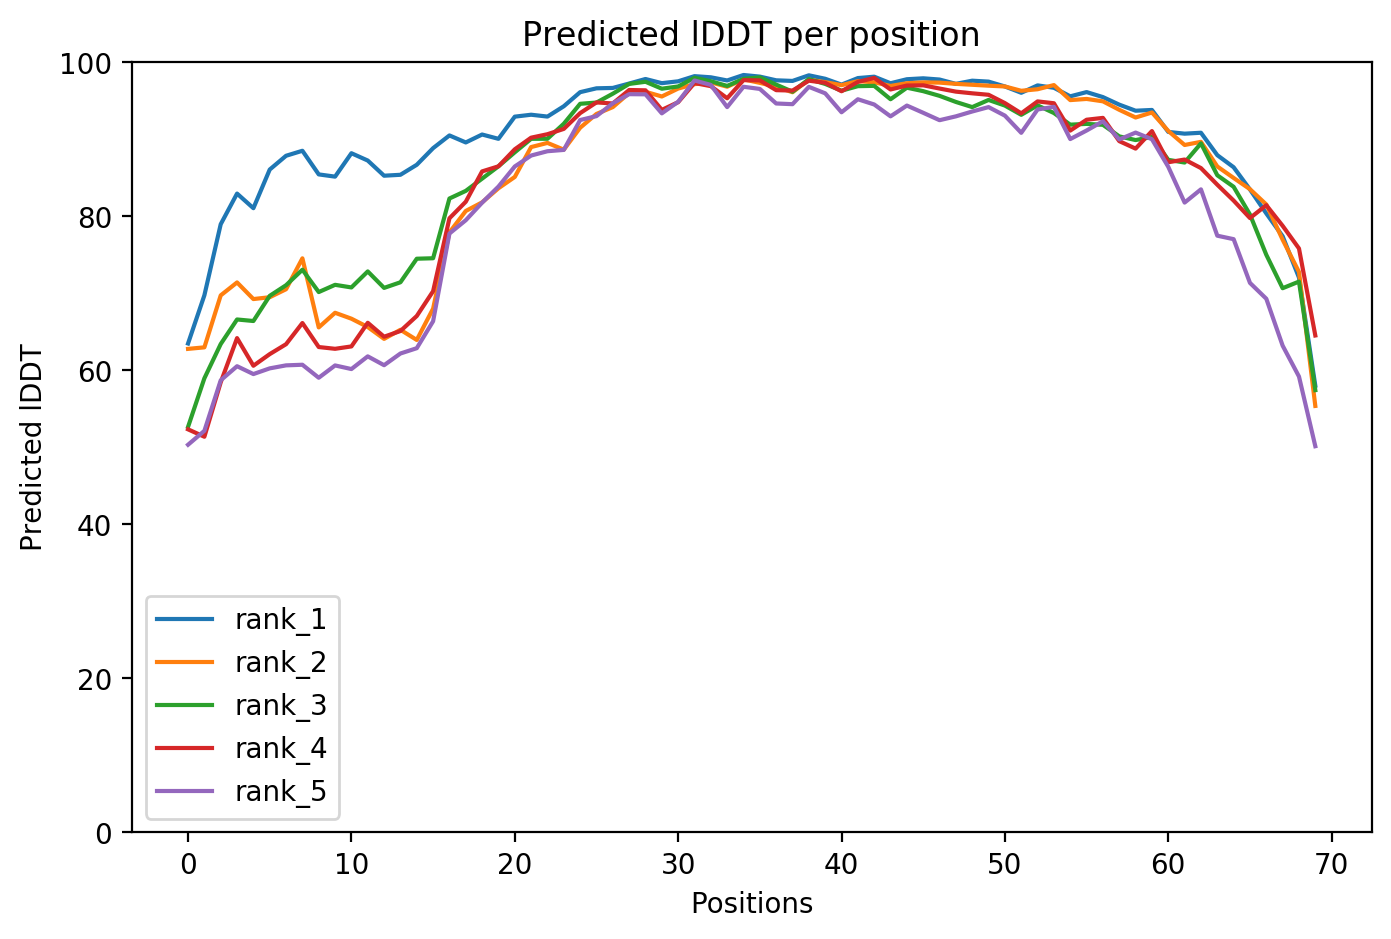 Predicted lDDT per position
100
80
60
40
20
0
Predicted lDDT
rank_1
rank_2
rank_3
rank_4
rank_5
0 10 20 30 40 50 60 70
Positions